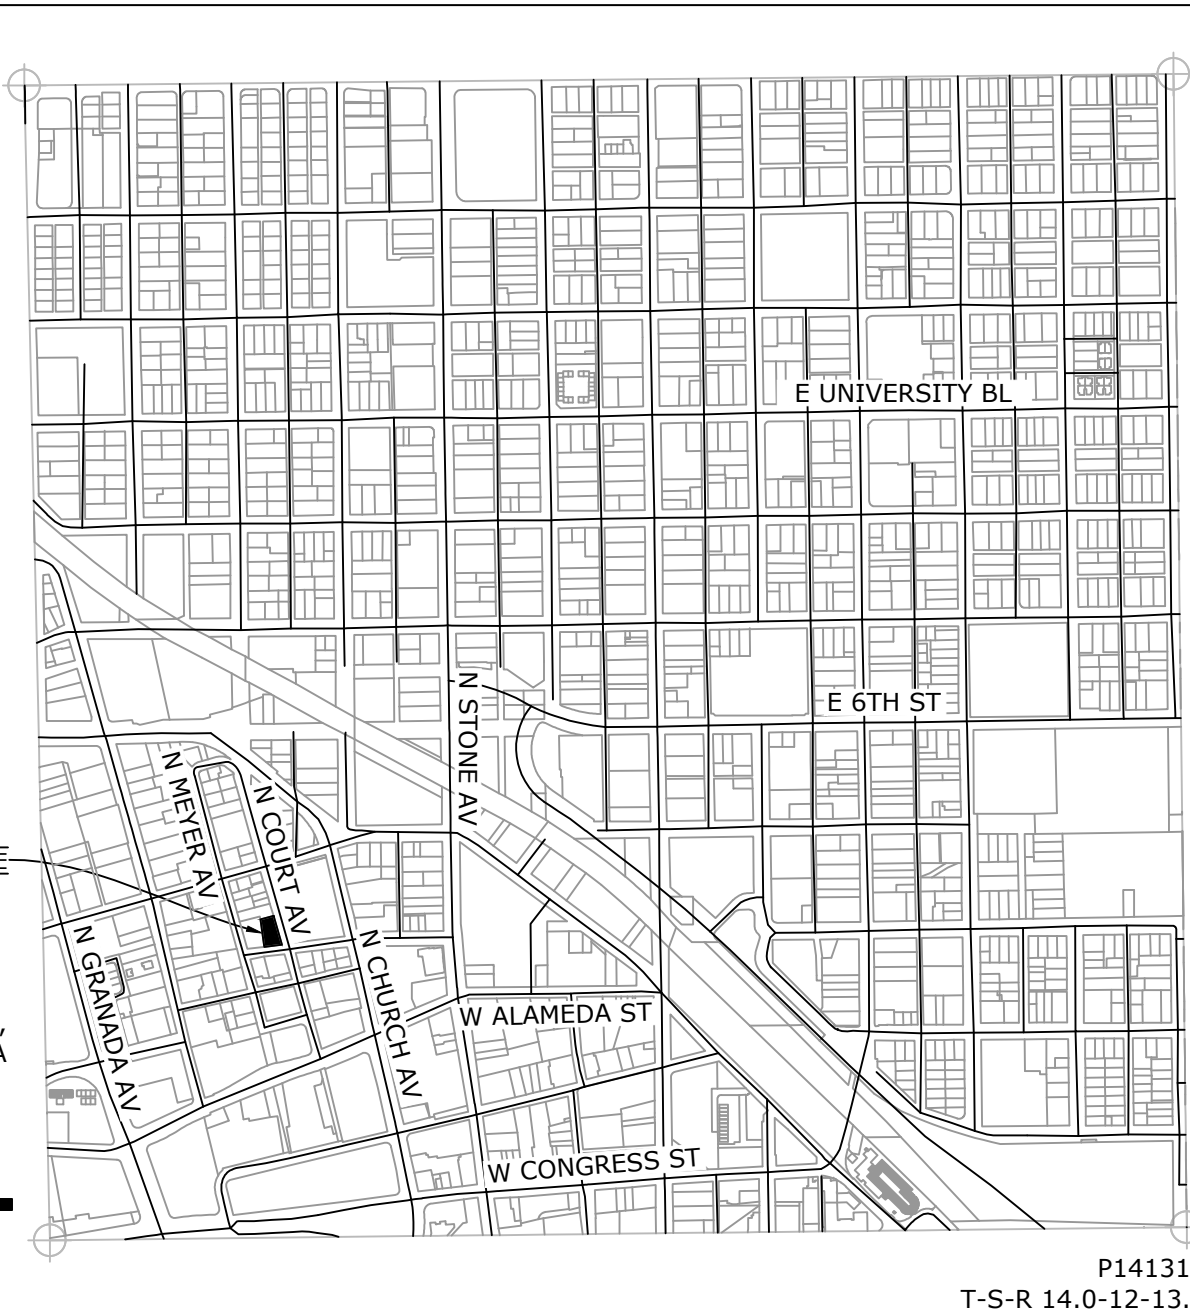 E UNIVERSITY BL
E 6TH ST
N STONE AV
N MEYER AV
N COURT AV
N GRANADA AV
N CHURCH AV
W ALAMEDA ST
W CONGRESS ST
P14131
T-S-R 14.0-12-13.